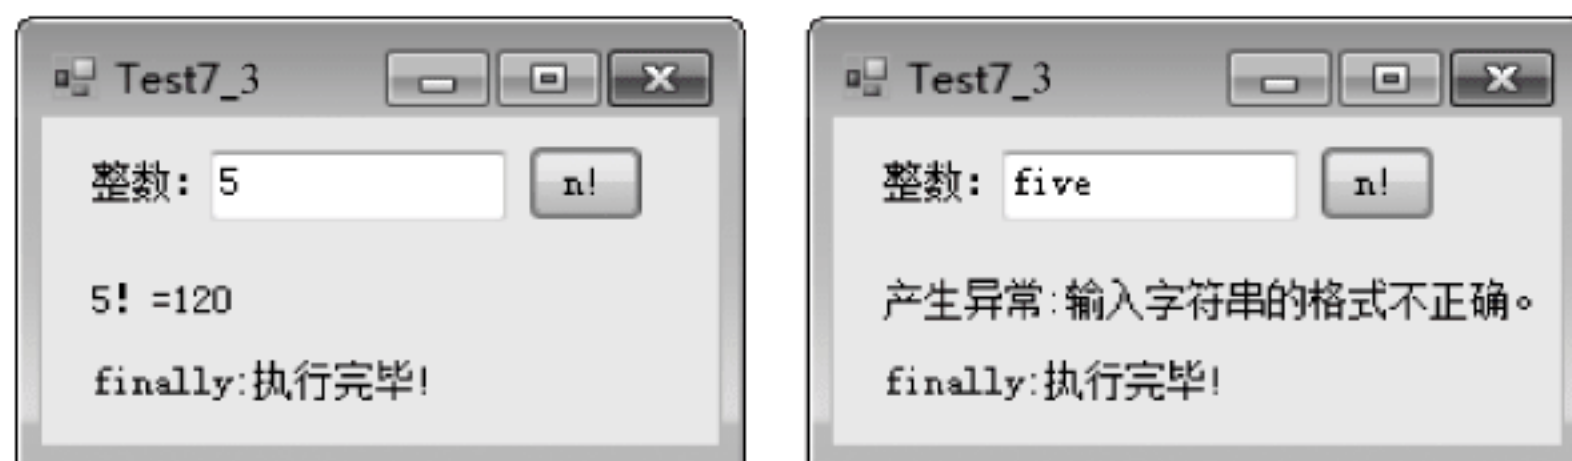 Test7_3
整数: 5 n!
5! =120
finally:执行完毕!
Test7_3
整数: five n!
产生异常:输入字符串的格式不正确。
finally:执行完毕!